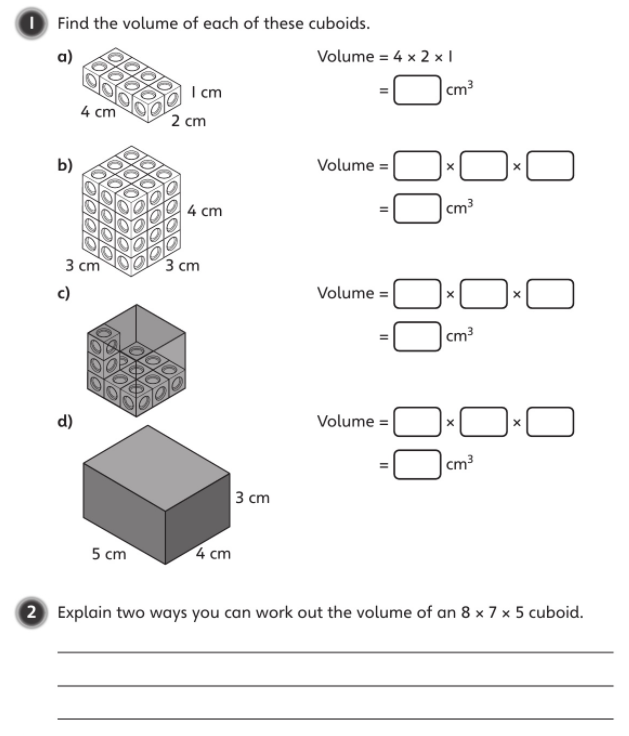 1 Find the volume of each of these cuboids.
a) Volume = 4 × 2 × 1
= cm³
1 cm
4 cm
2 cm
b) Volume = × ×
= cm³
4 cm
3 cm 3 cm
c) Volume = × ×
= cm³
d) Volume = × ×
= cm³
3 cm
5 cm 4 cm
2 Explain two ways you can work out the volume of an 8 × 7 × 5 cuboid.